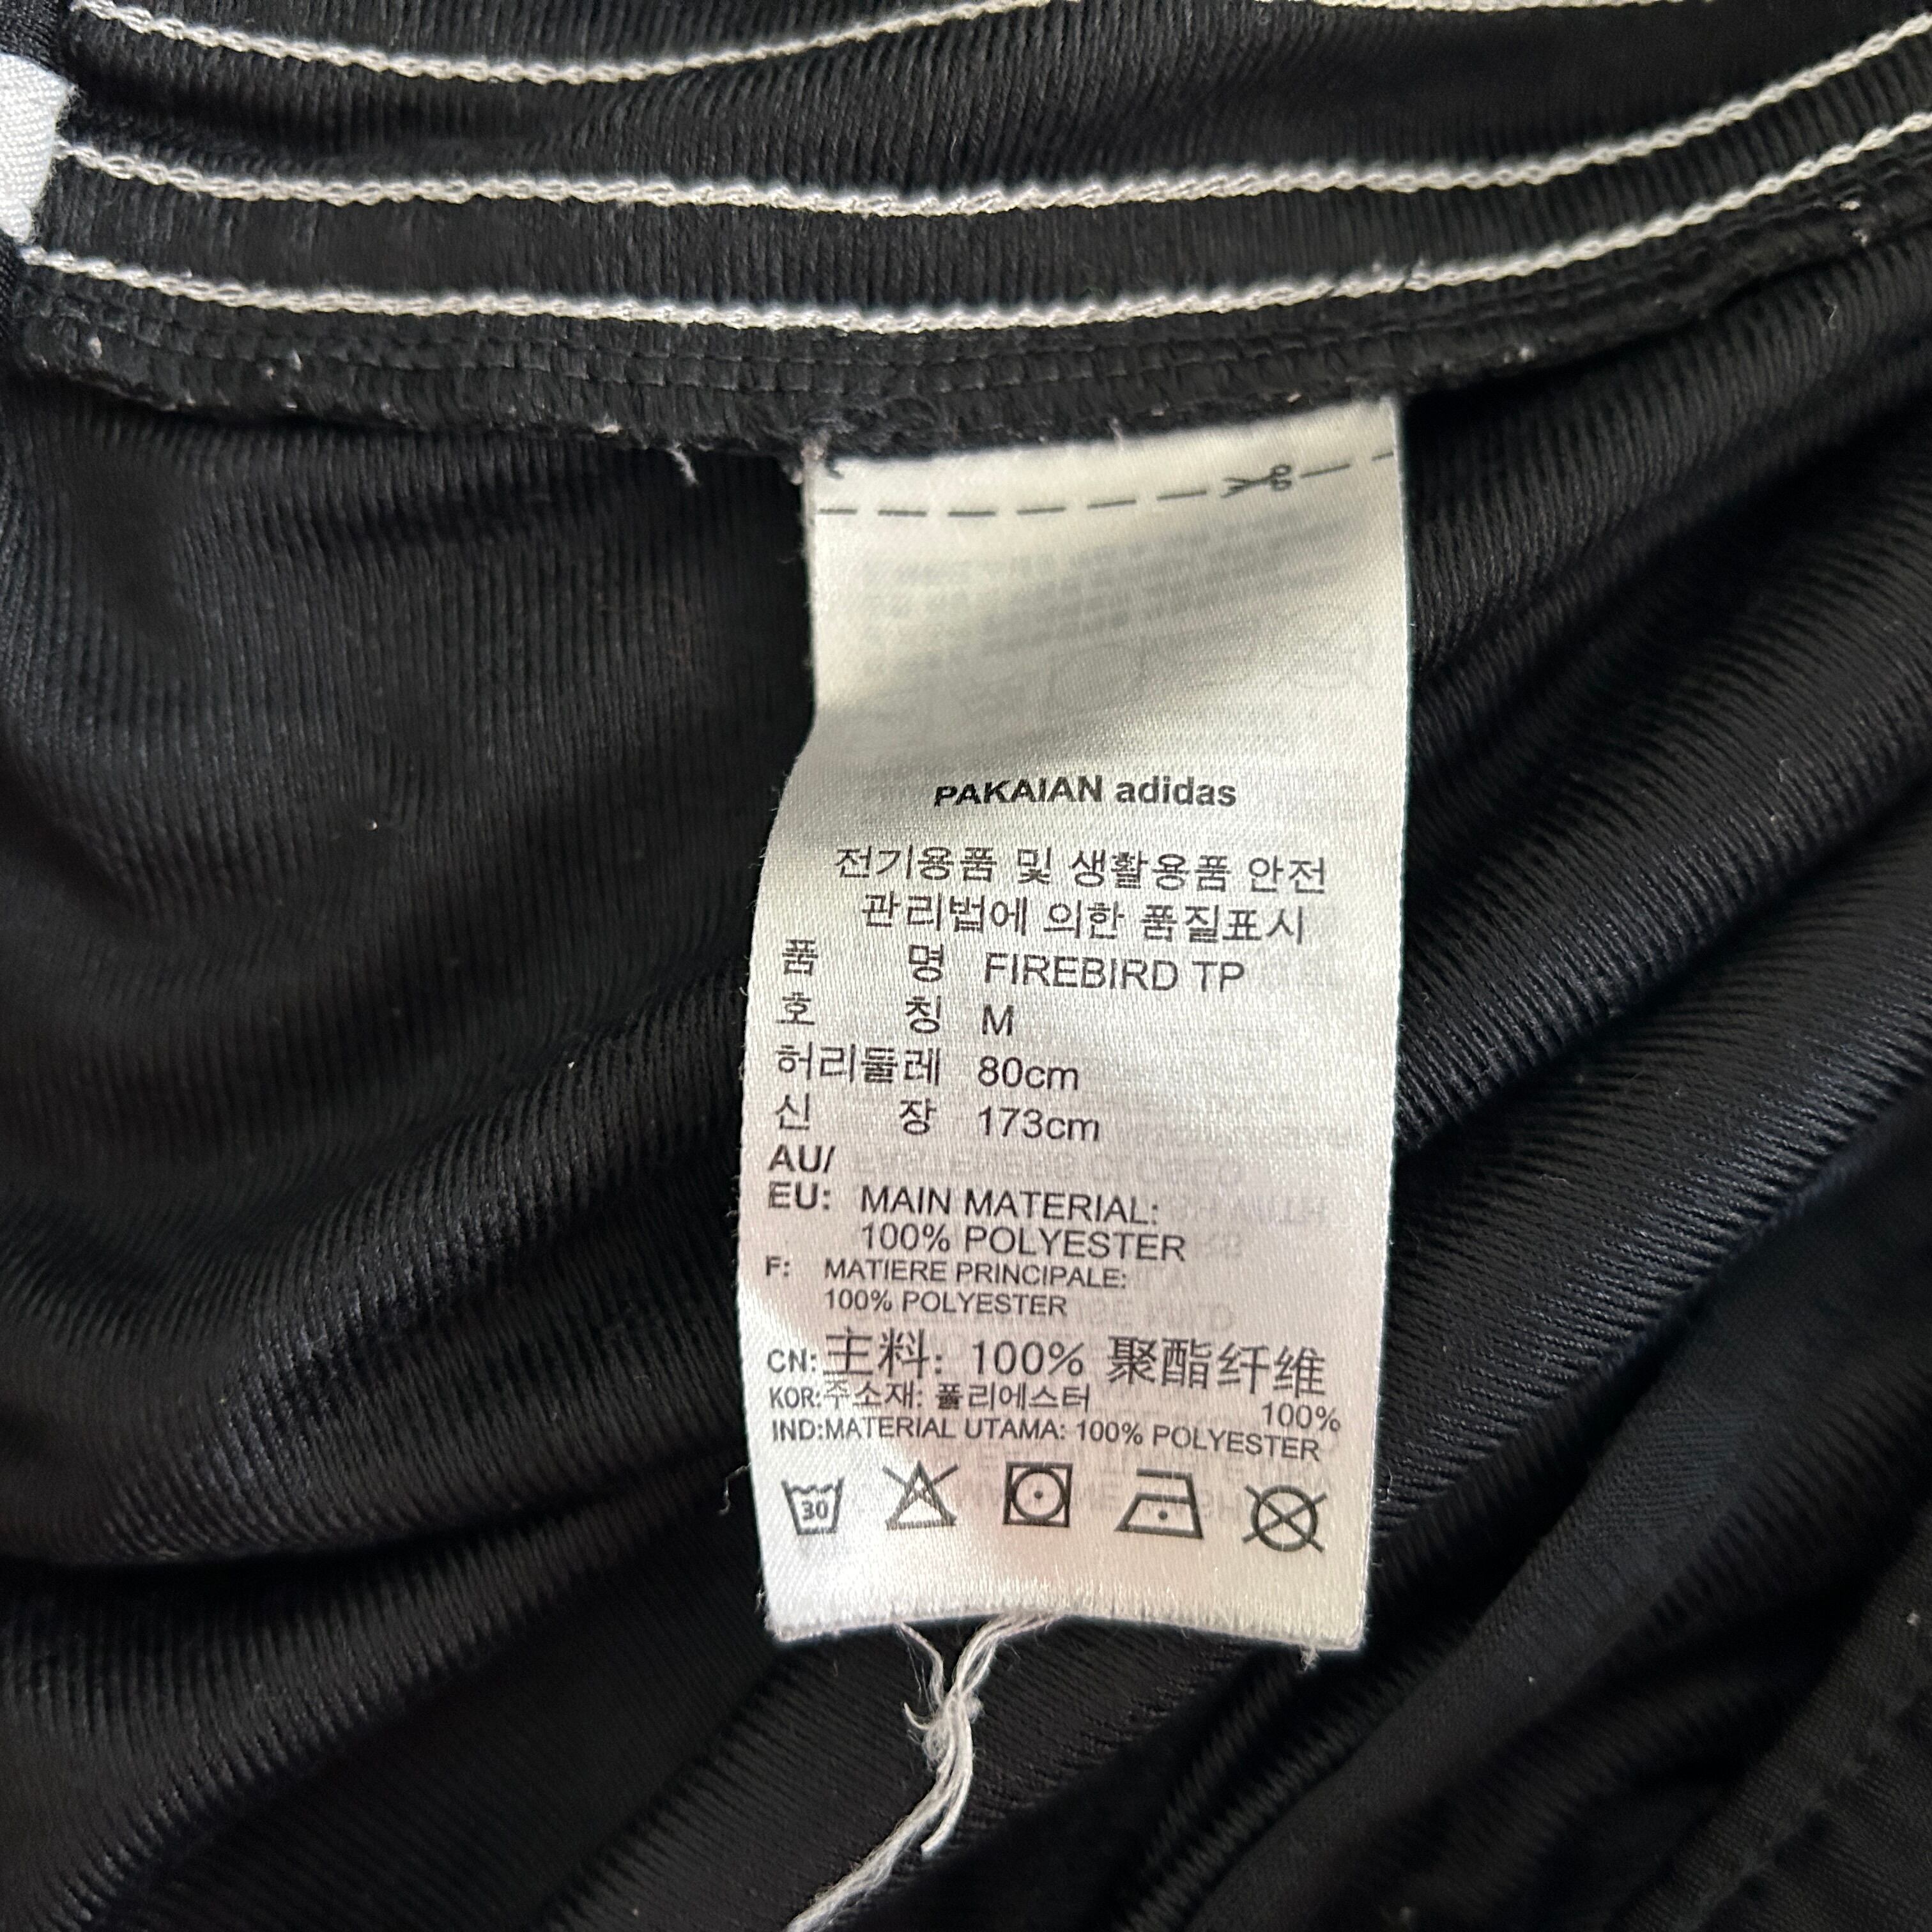 PAKAIAN adidas
전기용품 및 생활용품 안전
관리법에 의한 품질표시
품 명 FIREBIRD TP
호 칭 M
허리둘레 80cm
신 장 173cm
AU/
EU: MAIN MATERIAL:
100% POLYESTER
F: MATIERE PRINCIPALE:
100% POLYESTER
CN: 主料: 100% 聚酯纤维
KOR:주소재: 폴리에스터
100%
IND:MATERIAL UTAMA: 100% POLYESTER
30